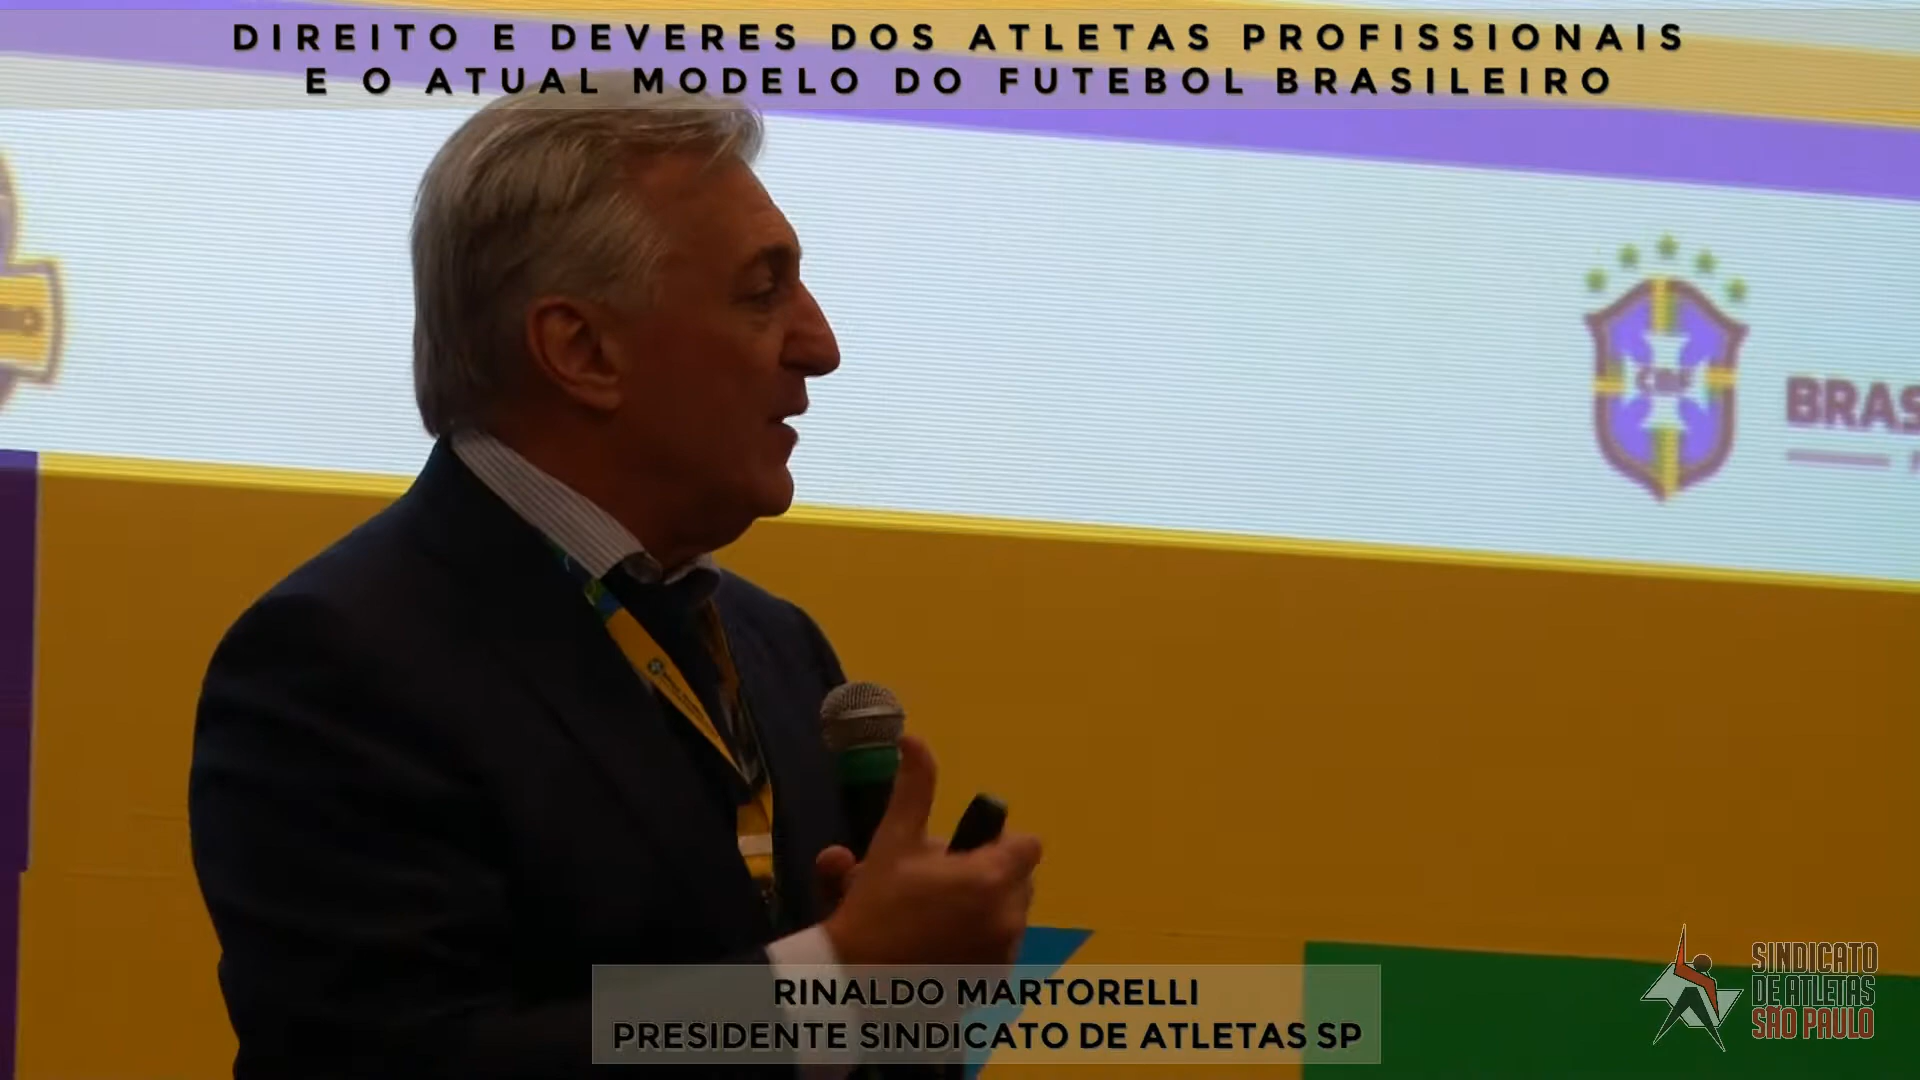 DIREITO E DEVERES DOS ATLETAS PROFISSIONAIS
E O ATUAL MODELO DO FUTEBOL BRASILEIRO
CBF
BRAS
RINALDO MARTORELLI
PRESIDENTE SINDICATO DE ATLETAS SP
SINDICATO
DE ATLETAS
SÃO PAULO